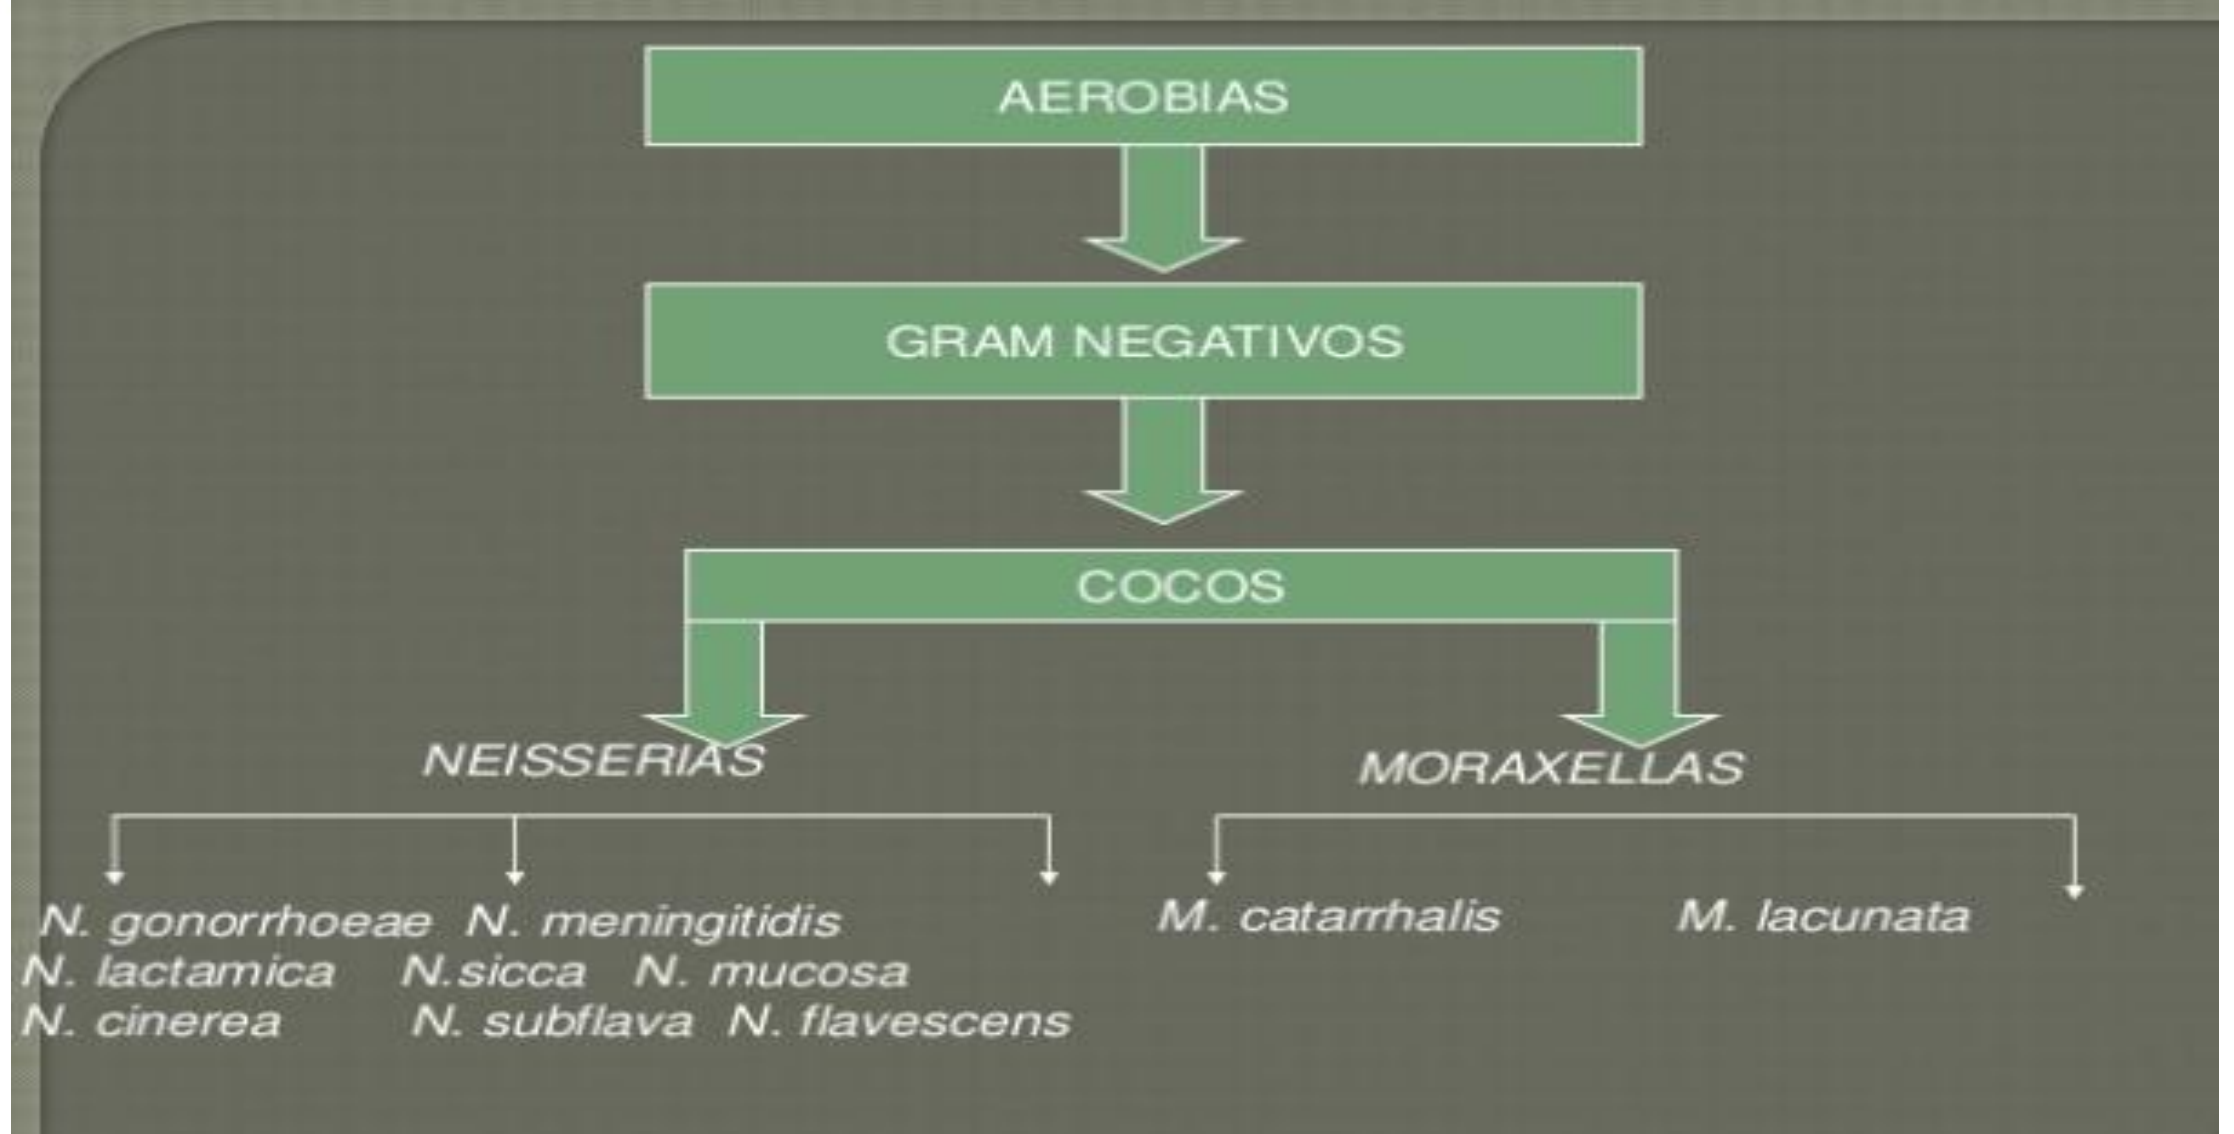 AEROBIAS
GRAM NEGATIVOS
COCOS
NEISSERIAS
MORAXELLAS
N. gonorrhoeae N. meningitidis
N. lactamica N.sicca N. mucosa
N. cinerea N. subflava N. flavescens
M. catarrhalis M. lacunata